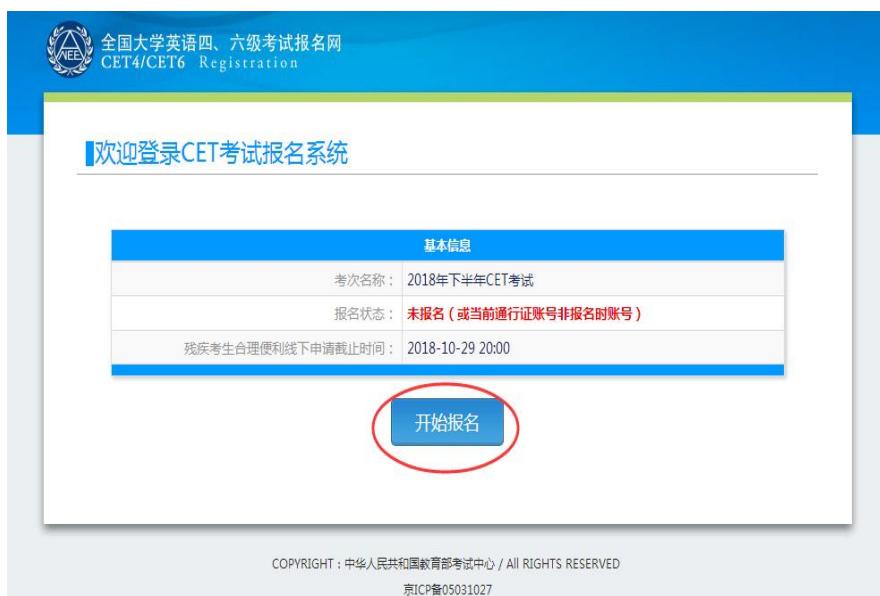 NEE
全国大学英语四、六级考试报名网
CET4/CET6 Registration
欢迎登录CET考试报名系统
基本信息
考次名称： 2018年下半年CET考试
报名状态： 未报名（或当前通行证账号非报名时账号）
残疾考生合理便利线下申请截止时间： 2018-10-29 20:00
开始报名
COPYRIGHT：中华人民共和国教育部考试中心 / All RIGHTS RESERVED
京ICP备05031027